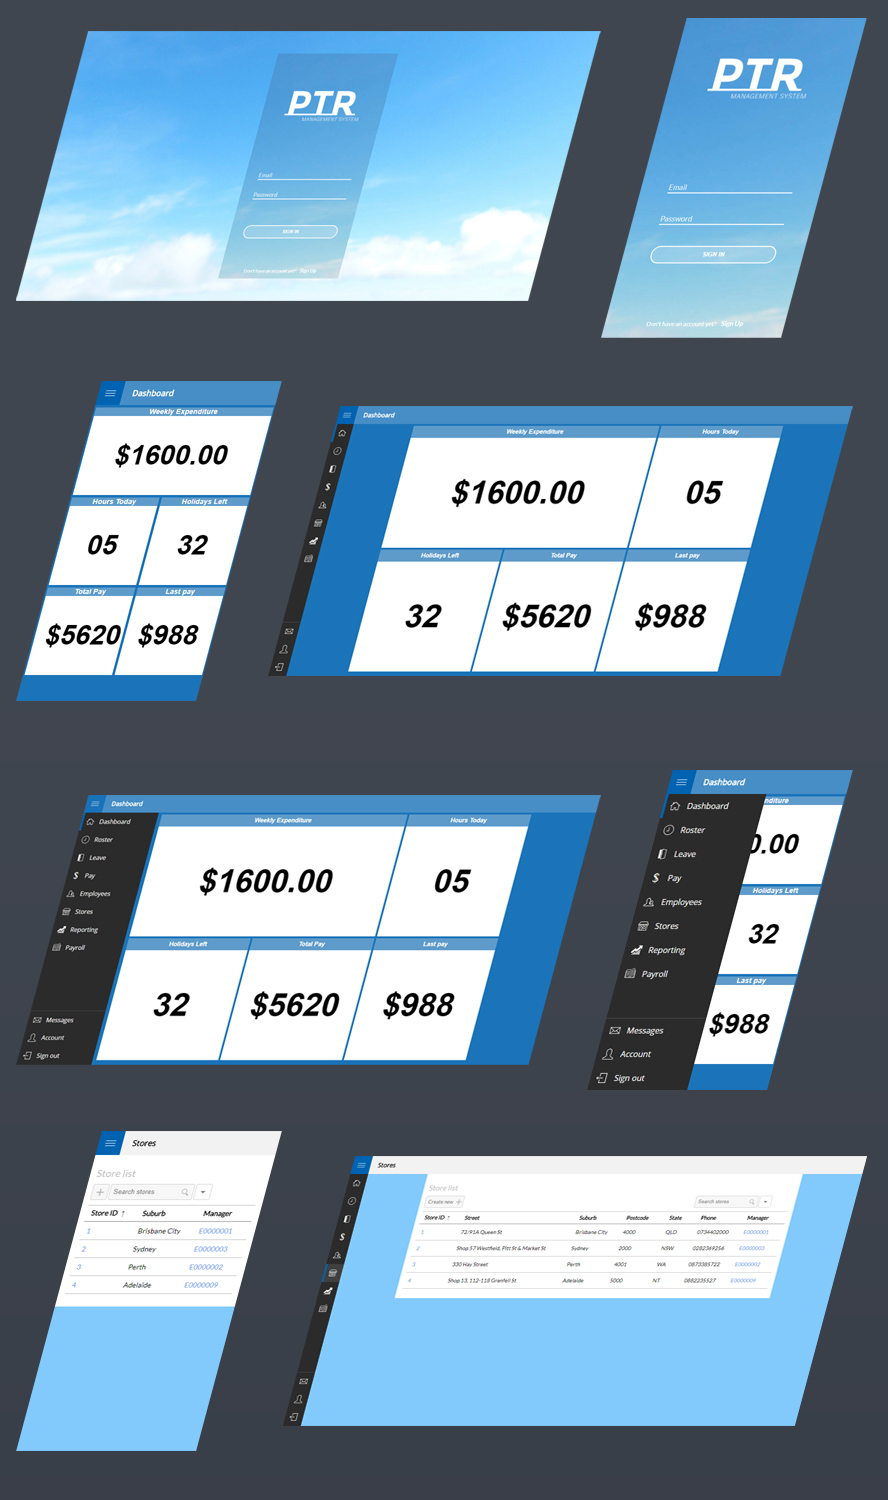 PTR
MANAGEMENT SYSTEM
Email
Password
SIGN IN
Don't have an account yet? Sign Up
PTR
MANAGEMENT SYSTEM
Email
Password
SIGN IN
Don't have an account yet? Sign Up
Dashboard
Weekly Expenditure
$1600.00
Hours Today Holidays Left
05 32
Total Pay Last pay
$5620 $988
Dashboard
Weekly Expenditure Hours Today
$1600.00 05
Holidays Left Total Pay Last pay
32 $5620 $988
Dashboard
Dashboard
Roster
Leave
Pay
Employees
Stores
Reporting
Payroll
Messages
Account
Sign out
Weekly Expenditure Hours Today
$1600.00 05
Holidays Left Total Pay Last pay
32 $5620 $988
Dashboard
Dashboard
Roster
Leave
Pay
Employees
Stores
Reporting
Payroll
Messages
Account
Sign out
nditure
0.00
Holidays Left
32
Last pay
$988
Stores
Store list
Search stores
Store ID ↑ Suburb Manager
1 Brisbane City E0000001
2 Sydney E0000003
3 Perth E0000002
4 Adelaide E0000009
Stores
Store list
Create new + Search stores
Store ID ↑ Street Suburb Postcode State Phone Manager
1 72/91A Queen St Brisbane City 4000 QLD 0734402000 E0000001
2 Shop 57 Westfield, Pitt St & Market St Sydney 2000 NSW 0282369256 E0000003
3 330 Hay Street Perth 4001 WA 0873385722 E0000002
4 Shop 13, 112-118 Grenfell St Adelaide 5000 NT 0882235527 E0000009